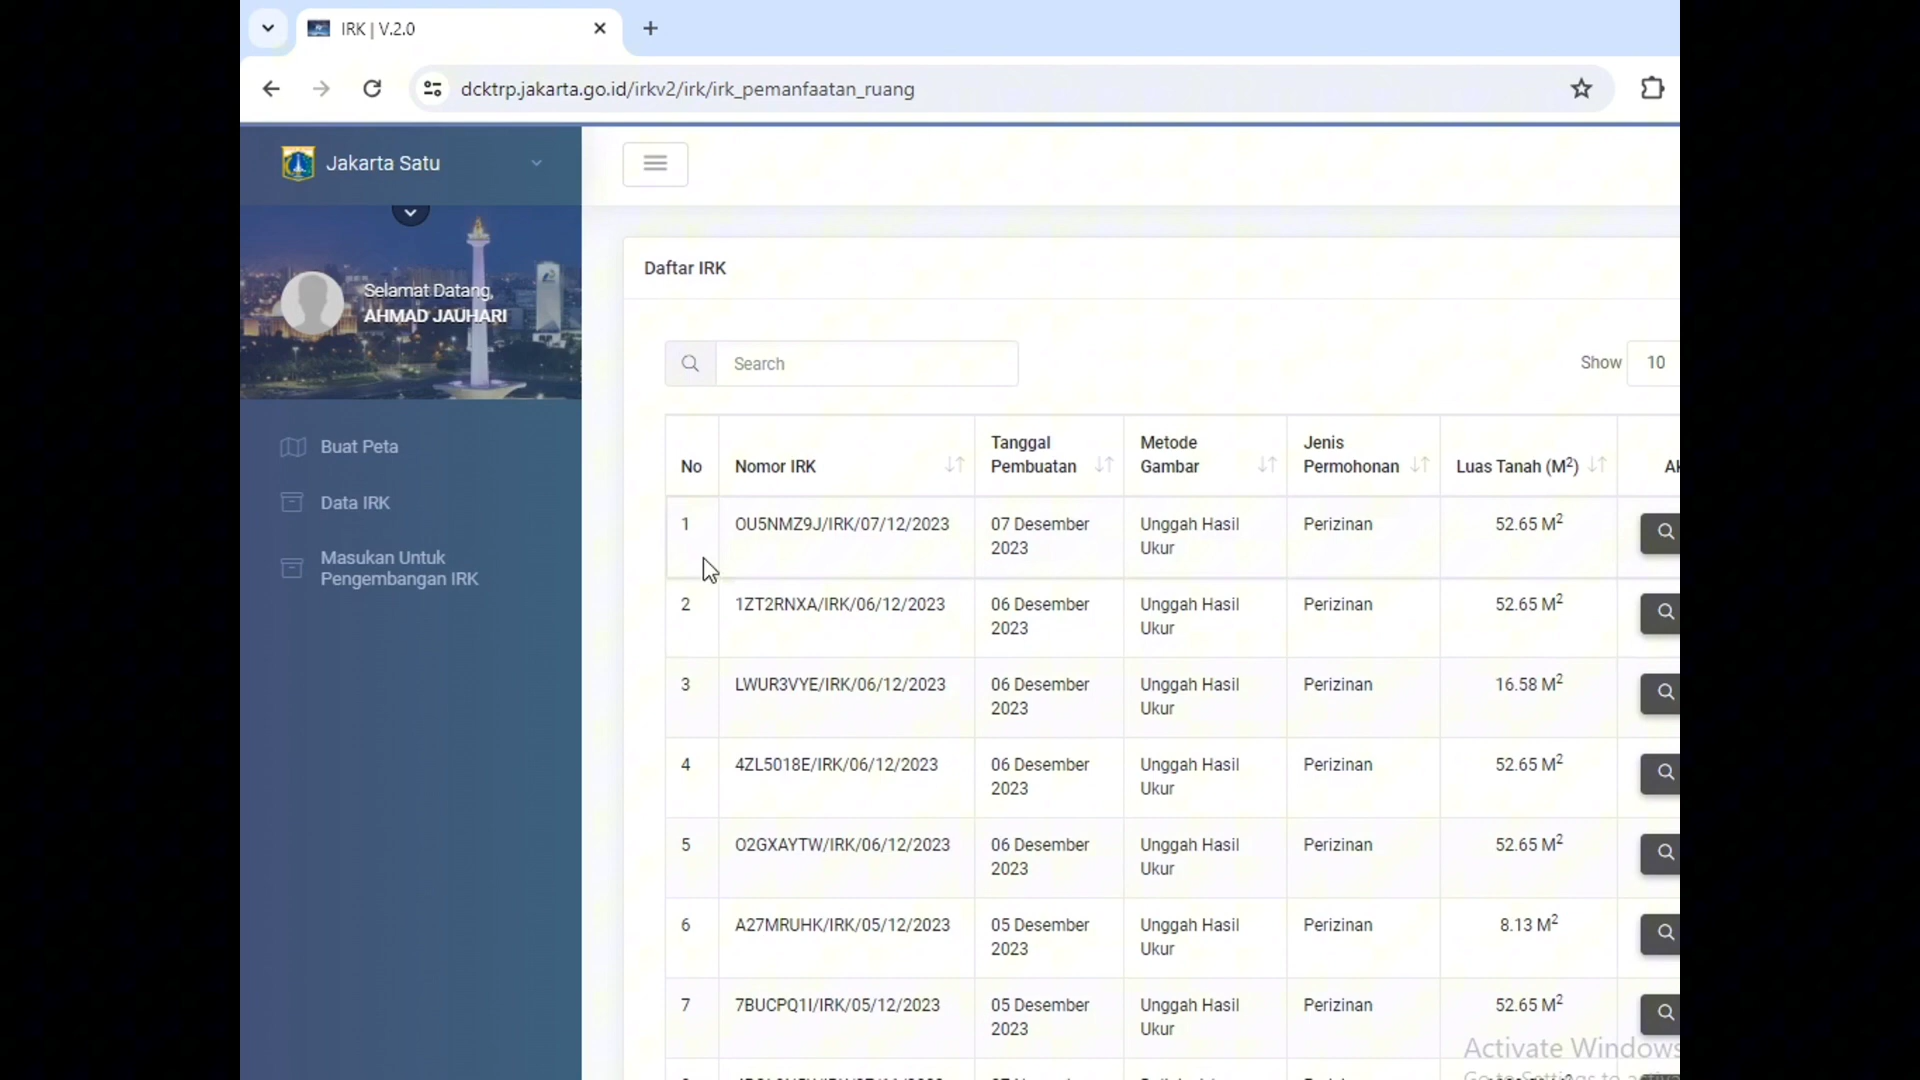 IRK | V.2.0
dcktrp.jakarta.go.id/irkv2/irk/irk_pemanfaatan_ruang
Jakarta Satu
Selamat Datang,
AHMAD JAUHARI
Buat Peta
Data IRK
Masukan Untuk
Pengembangan IRK
Daftar IRK
Search
Show 10
No Nomor IRK Tanggal Pembuatan Metode Gambar Jenis Permohonan Luas Tanah (M²)
1 OU5NMZ9J/IRK/07/12/2023 07 Desember 2023 Unggah Hasil Ukur Perizinan 52.65 M²
2 1ZT2RNXA/IRK/06/12/2023 06 Desember 2023 Unggah Hasil Ukur Perizinan 52.65 M²
3 LWUR3VYE/IRK/06/12/2023 06 Desember 2023 Unggah Hasil Ukur Perizinan 16.58 M²
4 4ZL5018E/IRK/06/12/2023 06 Desember 2023 Unggah Hasil Ukur Perizinan 52.65 M²
5 O2GXAYTW/IRK/06/12/2023 06 Desember 2023 Unggah Hasil Ukur Perizinan 52.65 M²
6 A27MRUHK/IRK/05/12/2023 05 Desember 2023 Unggah Hasil Ukur Perizinan 8.13 M²
7 7BUCPQ1I/IRK/05/12/2023 05 Desember 2023 Unggah Hasil Ukur Perizinan 52.65 M²
Activate Windows